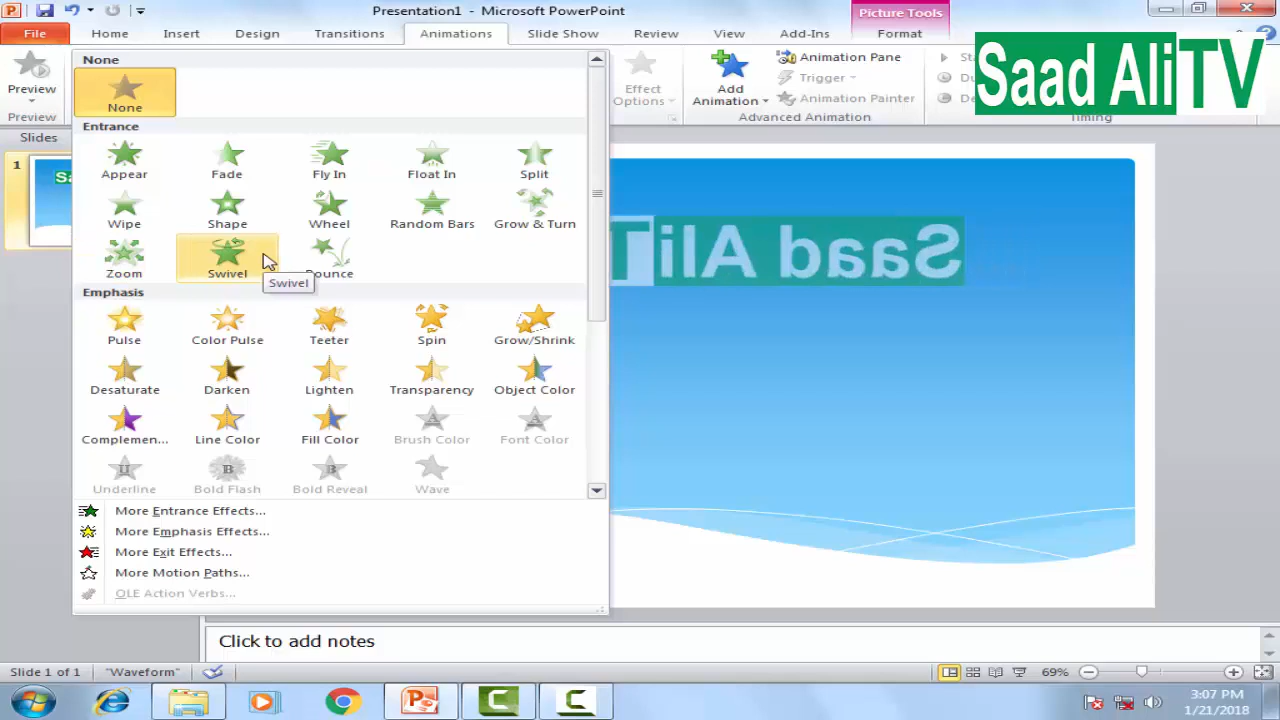 Presentation1 - Microsoft PowerPoint
Picture Tools
File Home Insert Design Transitions Animations Slide Show Review View Add-Ins Format
Preview
Preview
Effect Options
Add Animation
Animation Pane
Trigger
Animation Painter
Advanced Animation
Timing
Saad Ali TV
Slides
1
None
None
Entrance
Appear Fade Fly In Float In Split
Wipe Shape Wheel Random Bars Grow & Turn
Zoom Swivel Bounce
Swivel
Emphasis
Pulse Color Pulse Teeter Spin Grow/Shrink
Desaturate Darken Lighten Transparency Object Color
Complemen... Line Color Fill Color Brush Color Font Color
Underline Bold Flash Bold Reveal Wave
More Entrance Effects...
More Emphasis Effects...
More Exit Effects...
More Motion Paths...
OLE Action Verbs...
Saad Ali T
Click to add notes
Slide 1 of 1 "Waveform" 69%
3:07 PM
1/21/2018